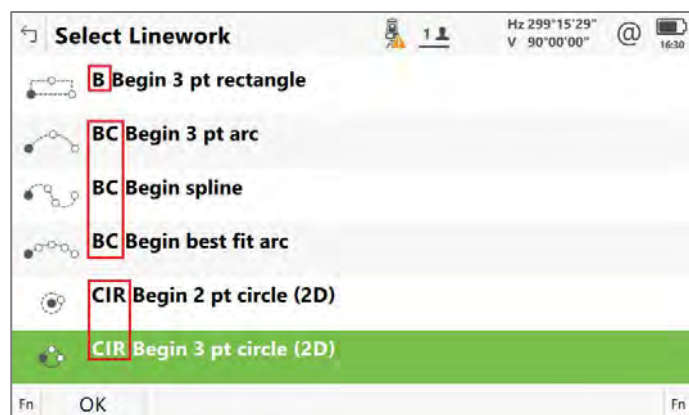 Select Linework
1
Hz 299°15'29"
V 90°00'00"
@
16:30
B Begin 3 pt rectangle
BC Begin 3 pt arc
BC Begin spline
BC Begin best fit arc
CIR Begin 2 pt circle (2D)
CIR Begin 3 pt circle (2D)
Fn OK Fn